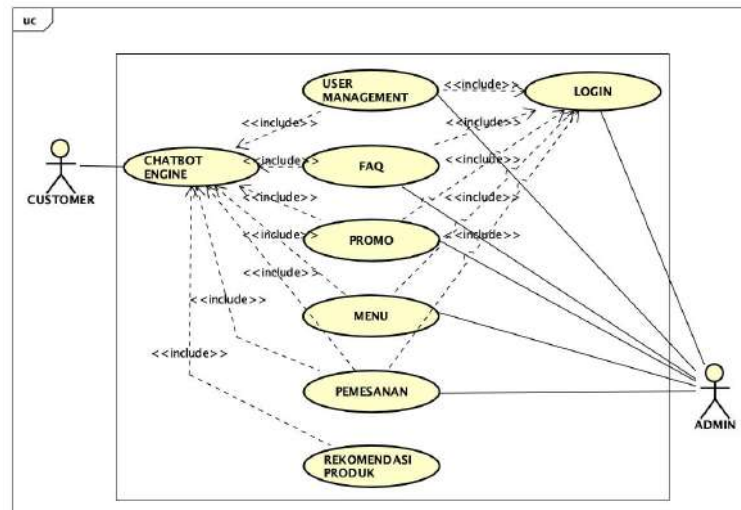 uc
USER
MANAGEMENT
<<include>>
LOGIN
<<include>>
<<include>>
CUSTOMER
CHATBOT
ENGINE
<<include>>
FAQ
<<include>>
<<include>>
<<include>>
<<include>>
PROMO
<<include>>
<<include>>
<<include>>
MENU
<<include>>
PEMESANAN
ADMIN
REKOMENDASI
PRODUK